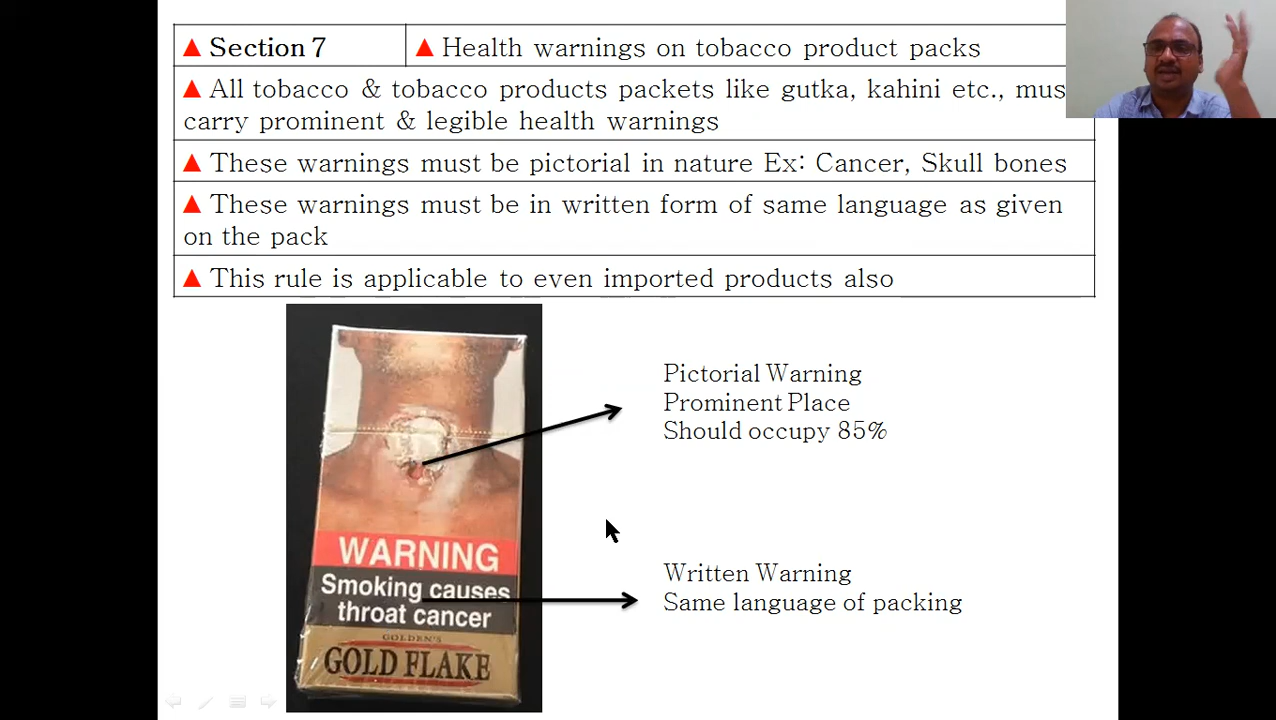 ▲ Section 7
▲ Health warnings on tobacco product packs
▲ All tobacco & tobacco products packets like gutka, kahini etc., mus
carry prominent & legible health warnings
▲ These warnings must be pictorial in nature Ex: Cancer, Skull bones
▲ These warnings must be in written form of same language as given
on the pack
▲ This rule is applicable to even imported products also
Pictorial Warning
Prominent Place
Should occupy 85%
WARNING
Smoking causes
throat cancer
GOLDEN'S
GOLD FLAKE
Written Warning
Same language of packing